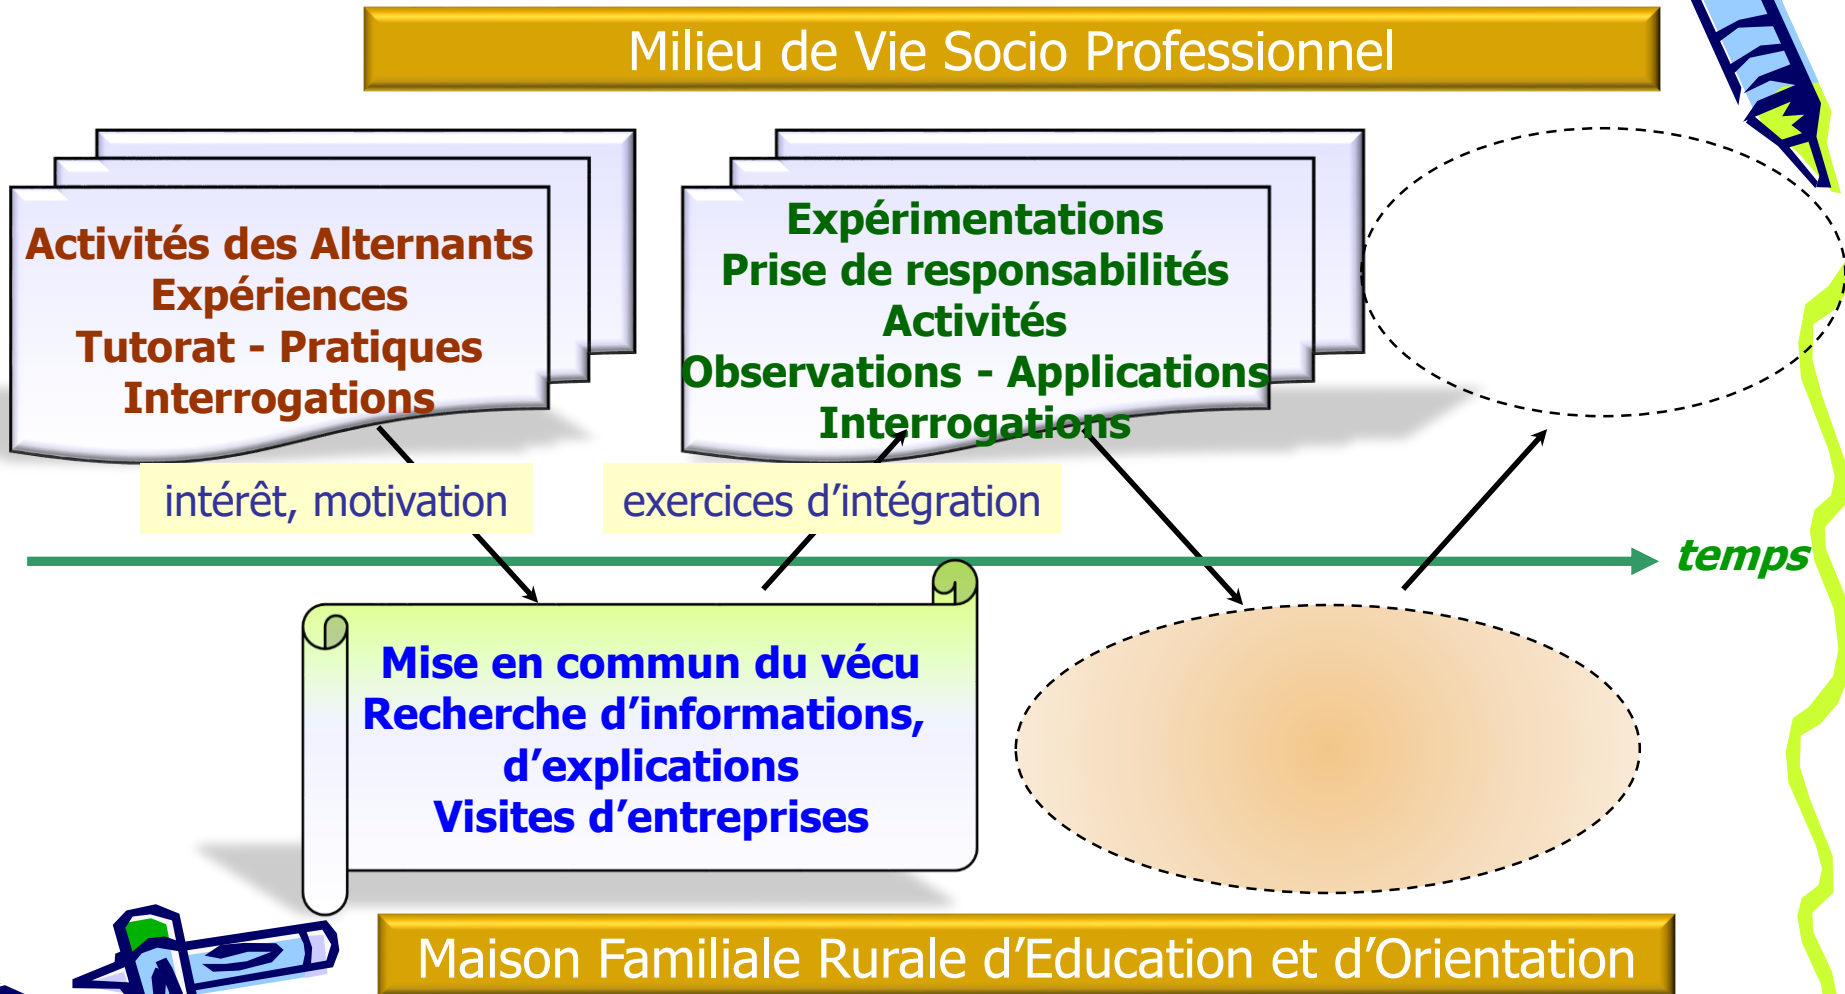 Milieu de Vie Socio Professionnel
Activités des Alternants
Expériences
Tutorat - Pratiques
Interrogations
Expérimentations
Prise de responsabilités
Activités
Observations - Applications
Interrogations
intérêt, motivation
exercices d’intégration
temps
Mise en commun du vécu
Recherche d’informations,
d’explications
Visites d’entreprises
Maison Familiale Rurale d’Education et d’Orientation